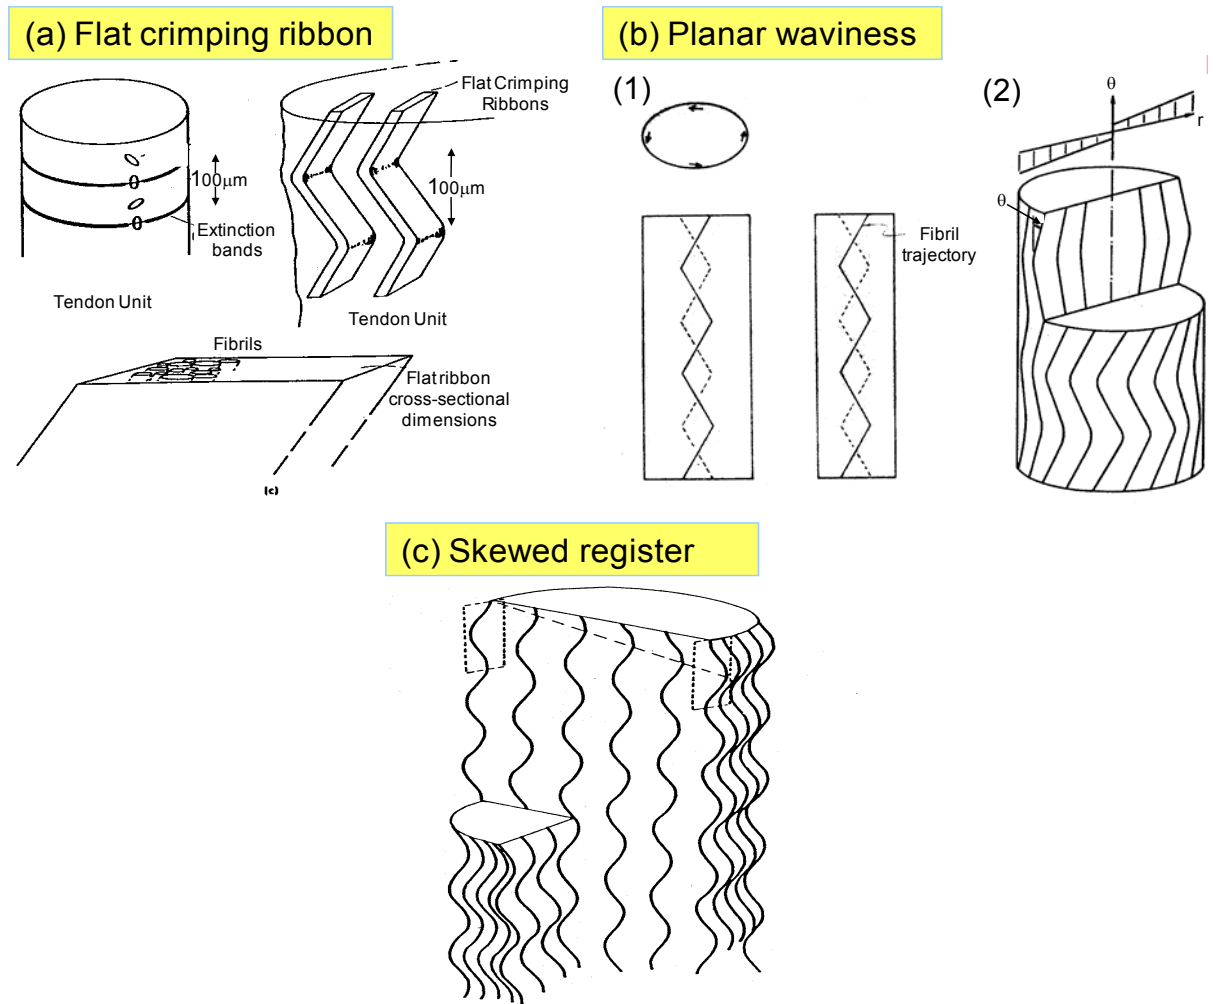 (a) Flat crimping ribbon
Flat Crimping
Ribbons
100μm
100μm
Extinction
bands
Tendon Unit
Tendon Unit
Fibrils
Flat ribbon
cross-sectional
dimensions
(c)
(b) Planar waviness
(1)
(2)
θ
r
θ
Fibril
trajectory
(c) Skewed register